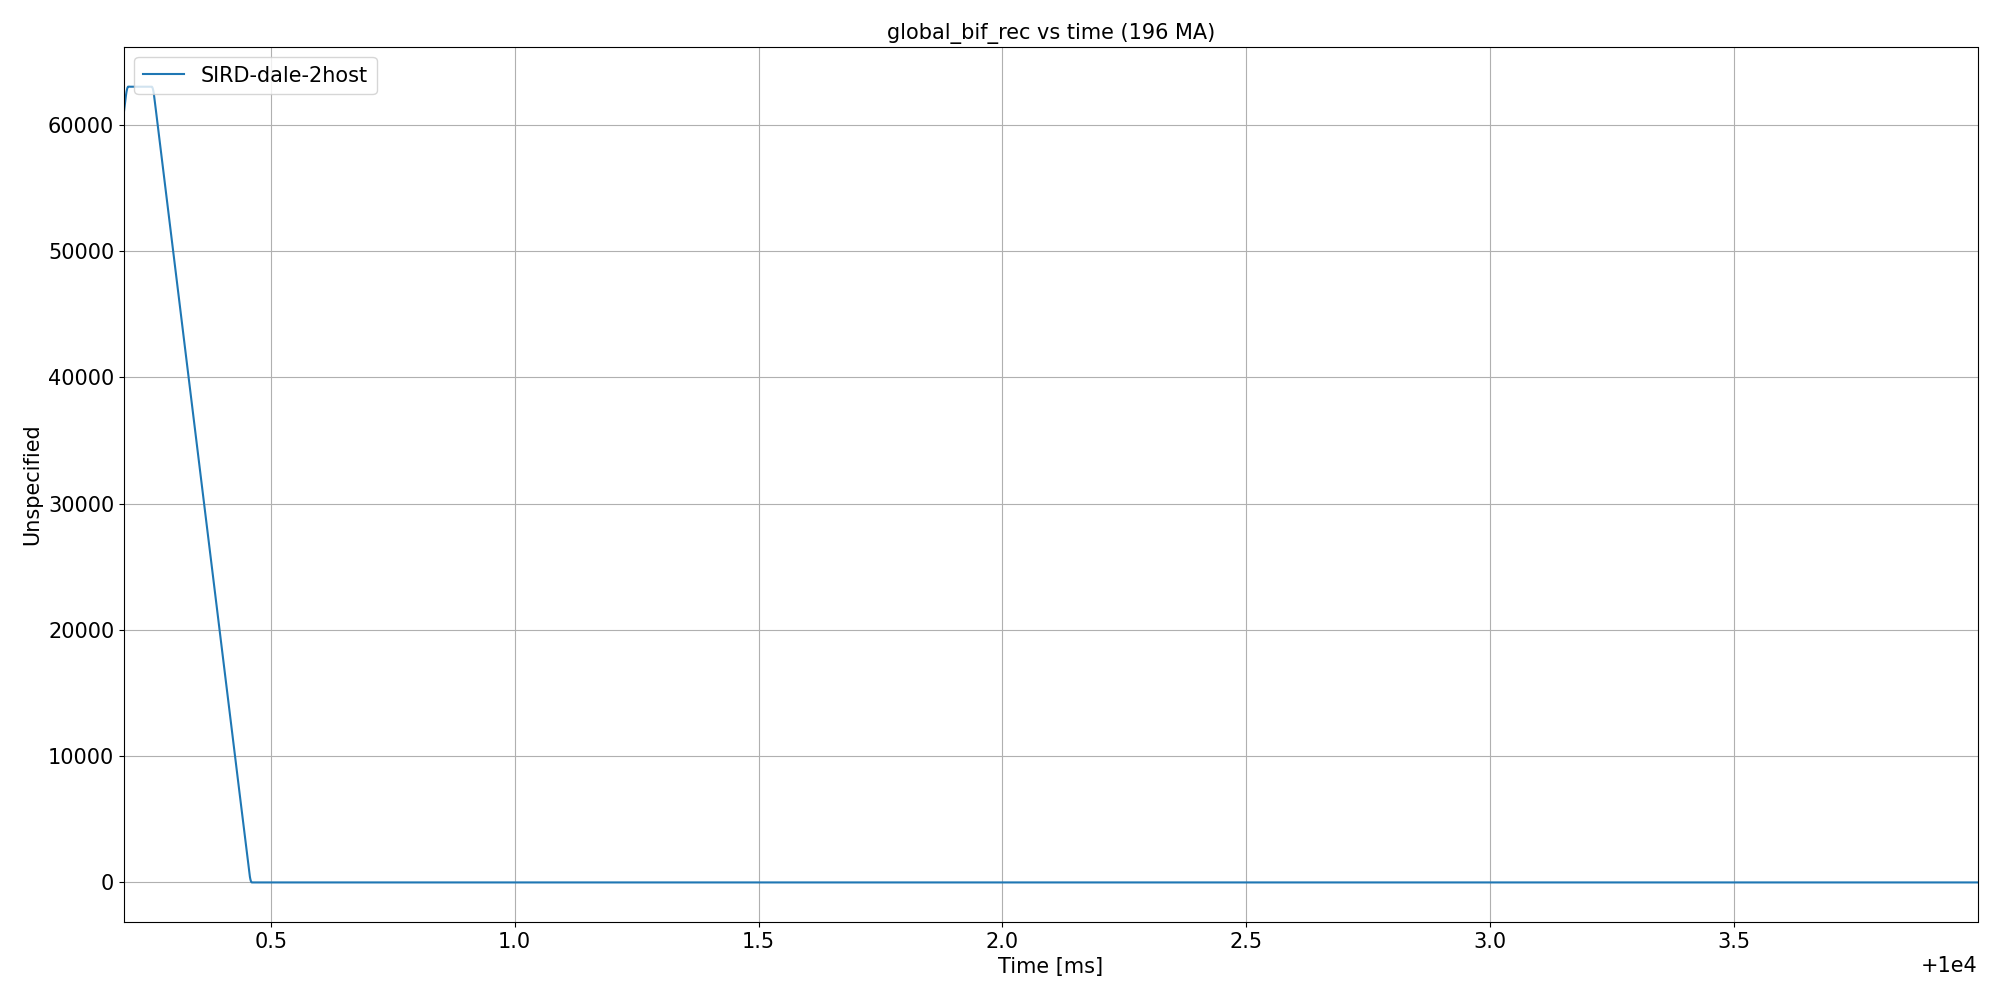 global_bif_rec vs time (196 MA)
SIRD-dale-2host
60000
50000
40000
30000
20000
10000
0
Unspecified
0.5 1.0 1.5 2.0 2.5 3.0 3.5
Time [ms]
+1e4